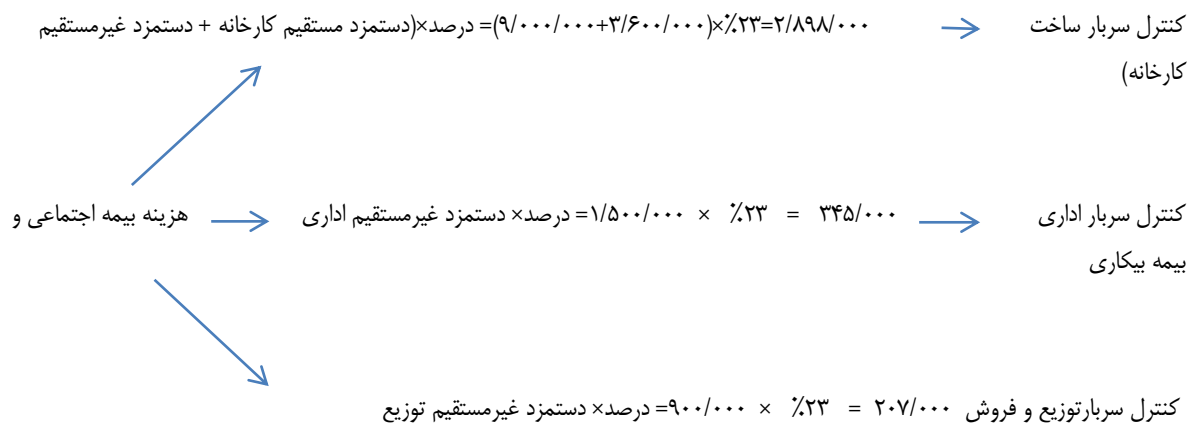 کنترل سربار ساخت ۲/۸۹۸/۰۰۰=۲۳٪×(۹/۰۰۰/۰۰۰+۳/۶۰۰/۰۰۰)= درصد×(دستمزد مستقیم کارخانه + دستمزد غیرمستقیم
کارخانه)
کنترل سربار اداری ۳۴۵/۰۰۰ = ۲۳٪ × ۱/۵۰۰/۰۰۰= درصد× دستمزد غیرمستقیم اداری هزینه بیمه اجتماعی و
بیمه بیکاری
کنترل سربارتوزیع و فروش ۲۰۷/۰۰۰ = ۲۳٪ × ۹۰۰/۰۰۰= درصد× دستمزد غیرمستقیم توزیع